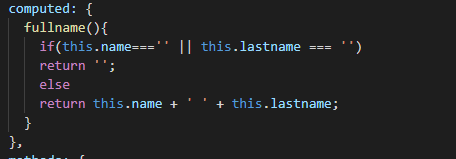 computed: {
fullname(){
if(this.name==='' || this.lastname === '')
return '';
else
return this.name + ' ' + this.lastname;
}
},
methods: {